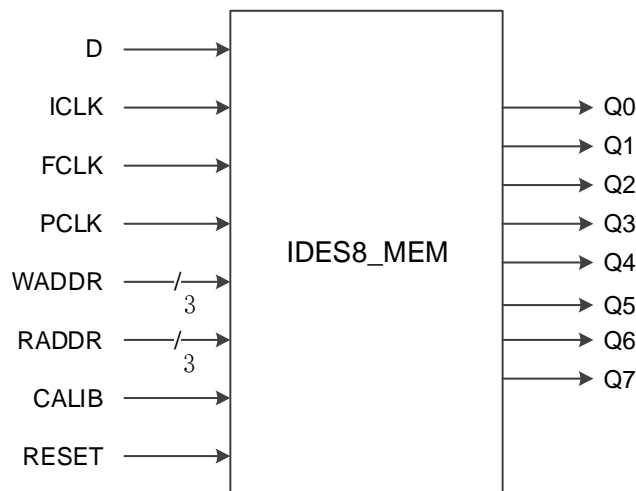 D
ICLK
FCLK
PCLK
WADDR
/
3
RADDR
/
3
CALIB
RESET
IDES8_MEM
Q0
Q1
Q2
Q3
Q4
Q5
Q6
Q7